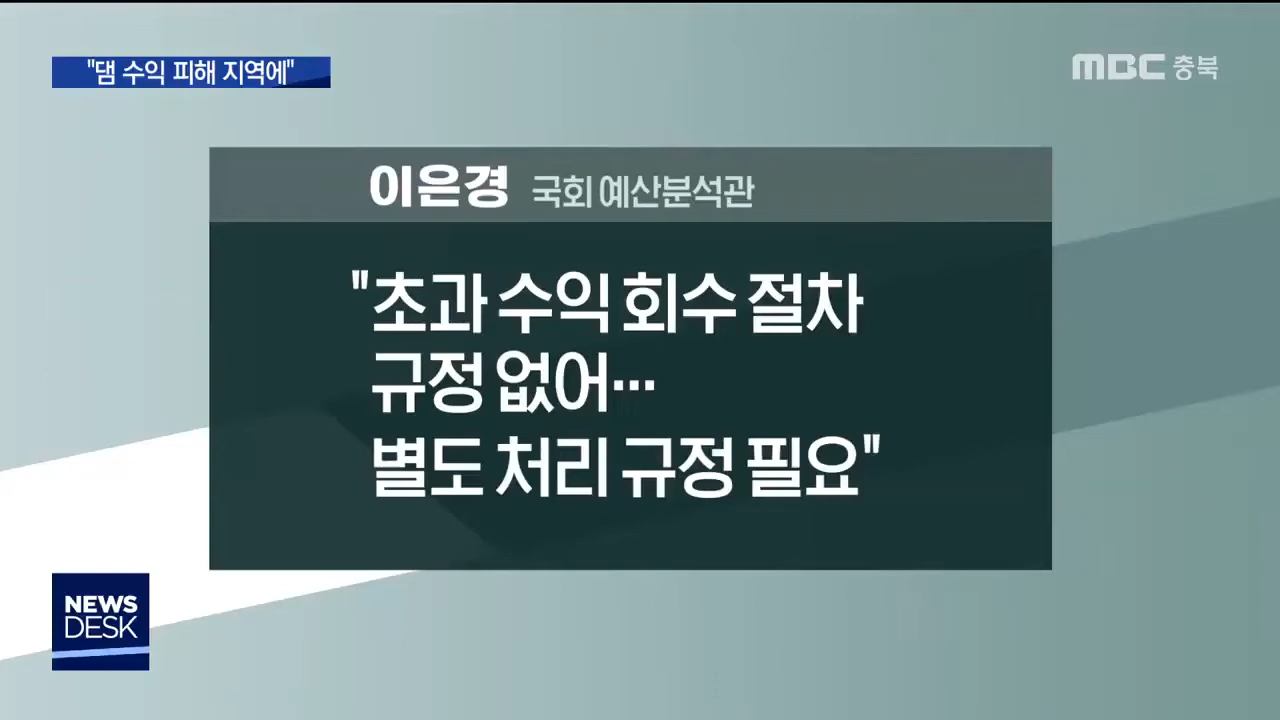 "댐 수익 피해 지역에"
MBC 충북
이은경 국회 예산분석관
"초과 수익 회수 절차
규정 없어…
별도 처리 규정 필요"
NEWS
DESK